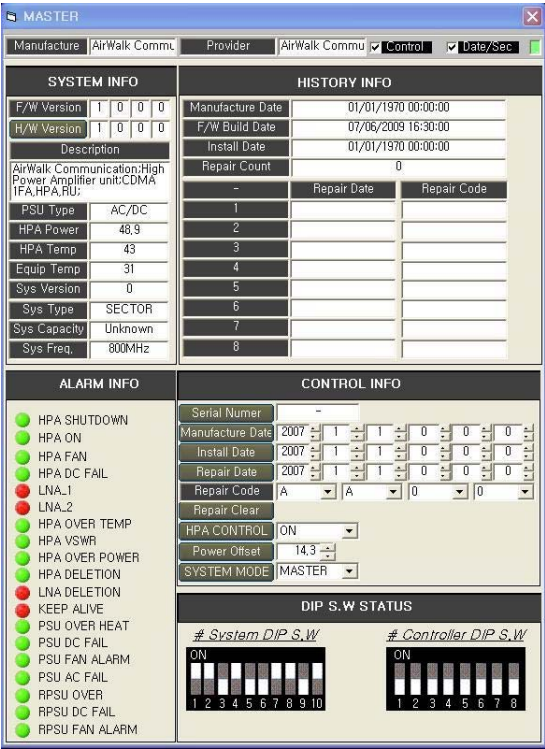 MASTER
Manufacture AirWalk Commu Provider AirWalk Commu Control Date/Sec
SYSTEM INFO
F/W Version 1 0 0 0
H/W Version 1 0 0 0
Description
AirWalk Communication;High
Power Amplifier unit;CDMA
1FA,HPA,RU;
PSU Type AC/DC
HPA Power 48,9
HPA Temp 43
Equip Temp 31
Sys Version 0
Sys Type SECTOR
Sys Capacity Unknown
Sys Freq, 800MHz
HISTORY INFO
Manufacture Date 01/01/1970 00:00:00
F/W Build Date 07/06/2009 16:30:00
Install Date 01/01/1970 00:00:00
Repair Count 0
- Repair Date Repair Code
1
2
3
4
5
6
7
8
ALARM INFO
HPA SHUTDOWN
HPA ON
HPA FAN
HPA DC FAIL
LNA_1
LNA_2
HPA OVER TEMP
HPA VSWR
HPA OVER POWER
HPA DELETION
LNA DELETION
KEEP ALIVE
PSU OVER HEAT
PSU DC FAIL
PSU FAN ALARM
PSU AC FAIL
RPSU OVER
RPSU DC FAIL
RPSU FAN ALARM
CONTROL INFO
Serial Numer -
Manufacture Date 2007 1 1 0 0 0
Install Date 2007 1 1 0 0 0
Repair Date 2007 1 1 0 0 0
Repair Code A A 0 0
Repair Clear
HPA CONTROL ON
Power Offset 14,3
SYSTEM MODE MASTER
DIP S.W STATUS
# System DIP S,W
ON
1 2 3 4 5 6 7 8 9 10
# Controller DIP S,W
ON
1 2 3 4 5 6 7 8